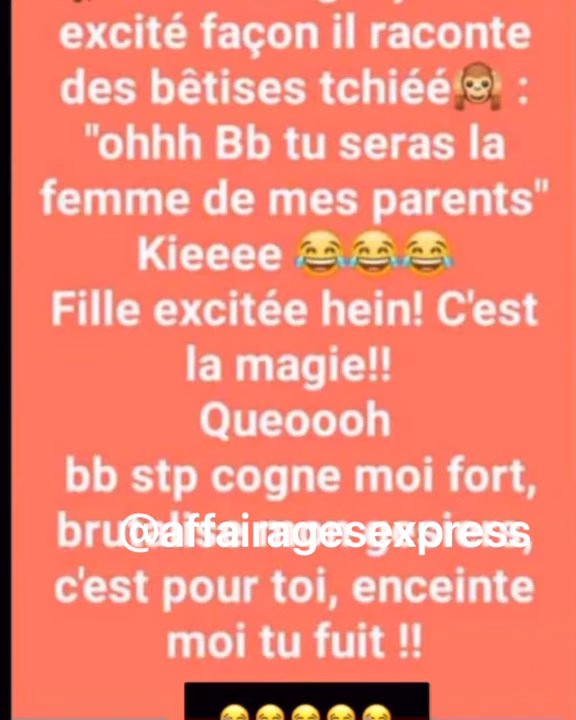 excité façon il raconte
des bêtises tchiéé🙉 :
"ohhh Bb tu seras la
femme de mes parents"
Kieeee 😂😂😂
Fille excitée hein! C'est
la magie!!
Queoooh
bb stp cogne moi fort,
@affairagesexpress
c'est pour toi, enceinte
moi tu fuit !!
😂😂😂😂😂